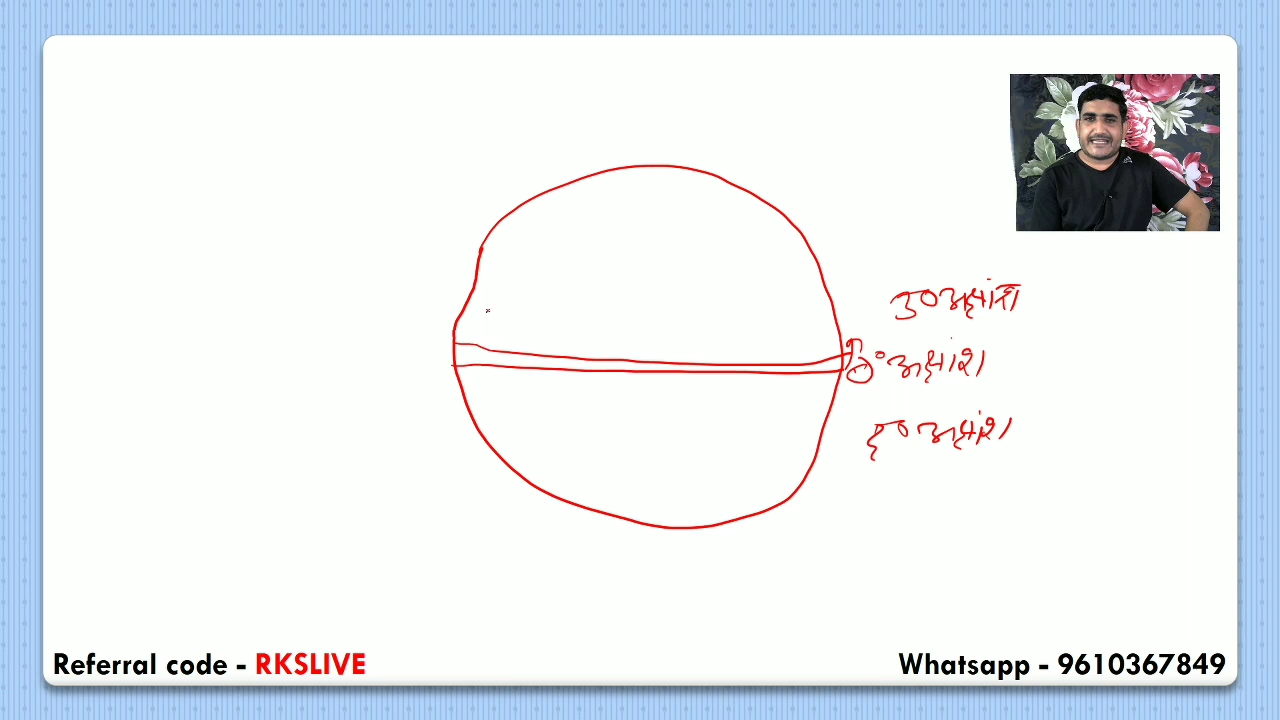 उ० अक्षांश
0° अक्षांश
द० अक्षांश
Referral code - RKSLIVE
Whatsapp - 9610367849